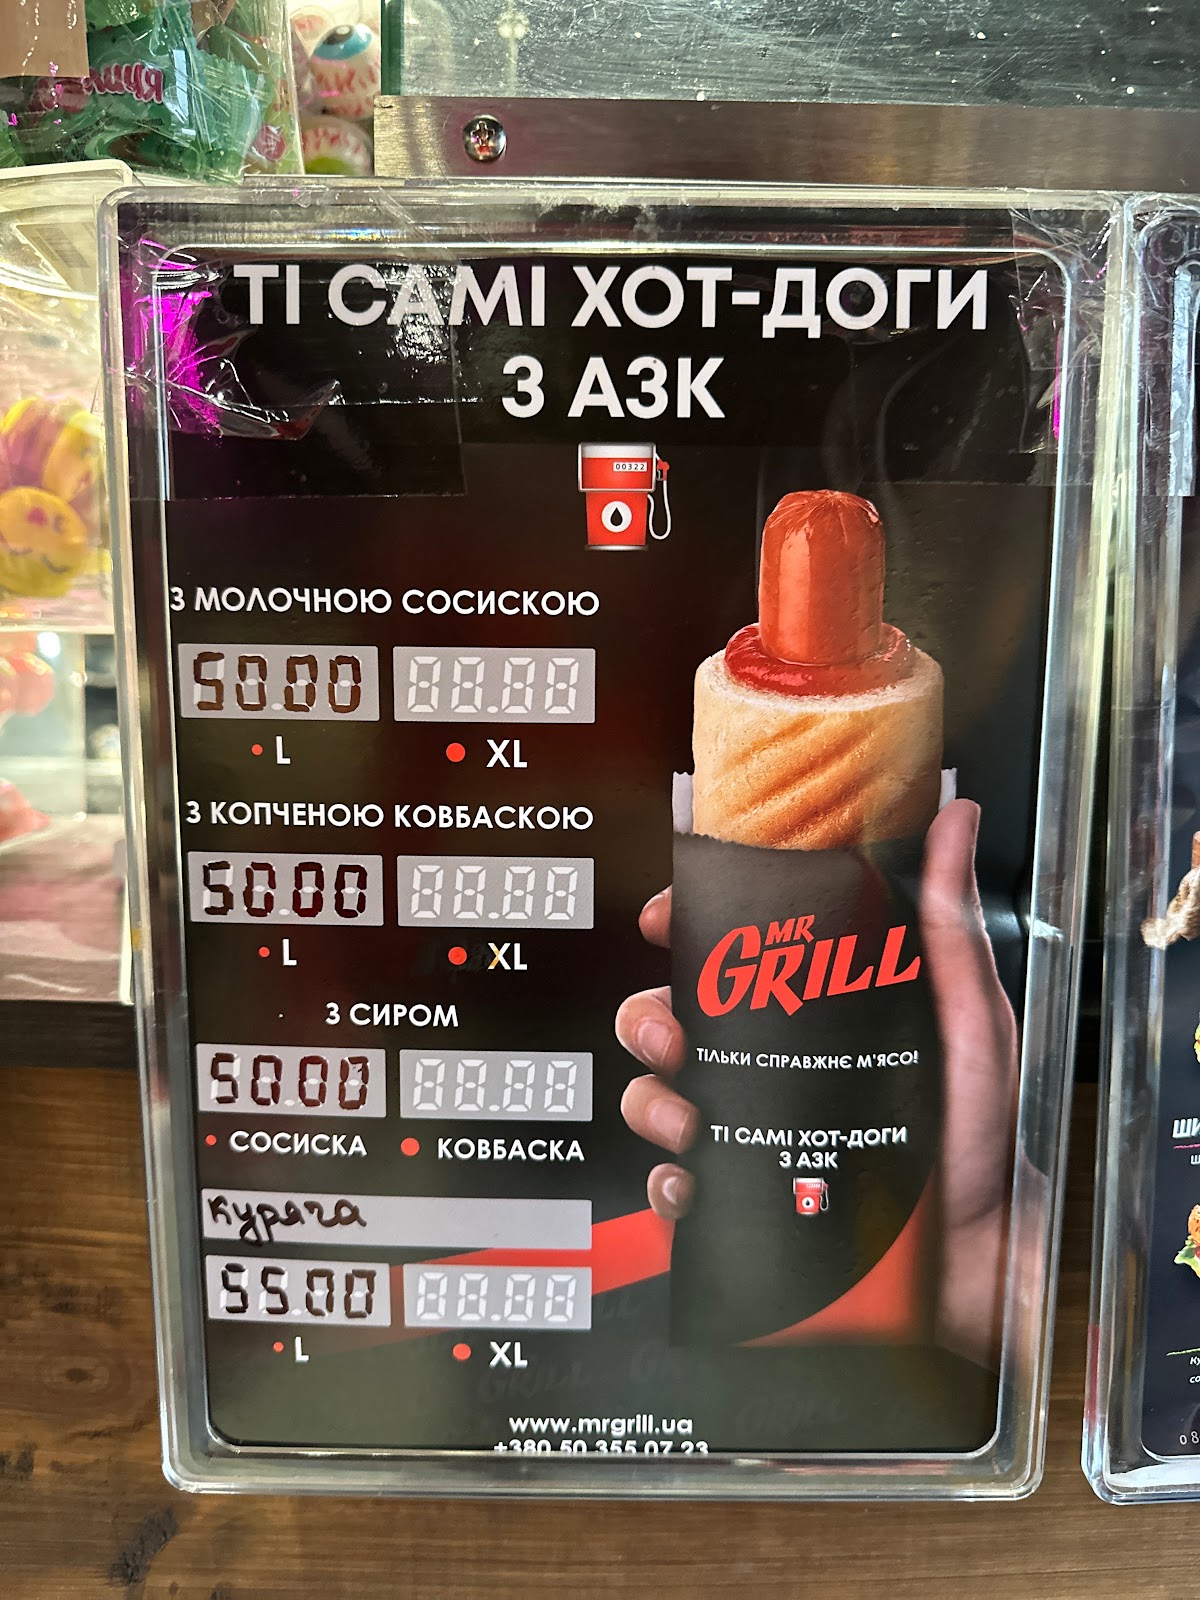 ТІ САМІ ХОТ-ДОГИ
З АЗК
00322
З МОЛОЧНОЮ СОСИСКОЮ
50.00
L
XL
З КОПЧЕНОЮ КОВБАСКОЮ
50.00
L
XL
З СИРОМ
50.00
СОСИСКА
КОВБАСКА
куряча
55.00
L
XL
MR
GRILL
ТІЛЬКИ СПРАВЖНЄ М'ЯСО!
ТІ САМІ ХОТ-ДОГИ
З АЗК
www.mrgrill.ua
+380 50 355 07 23